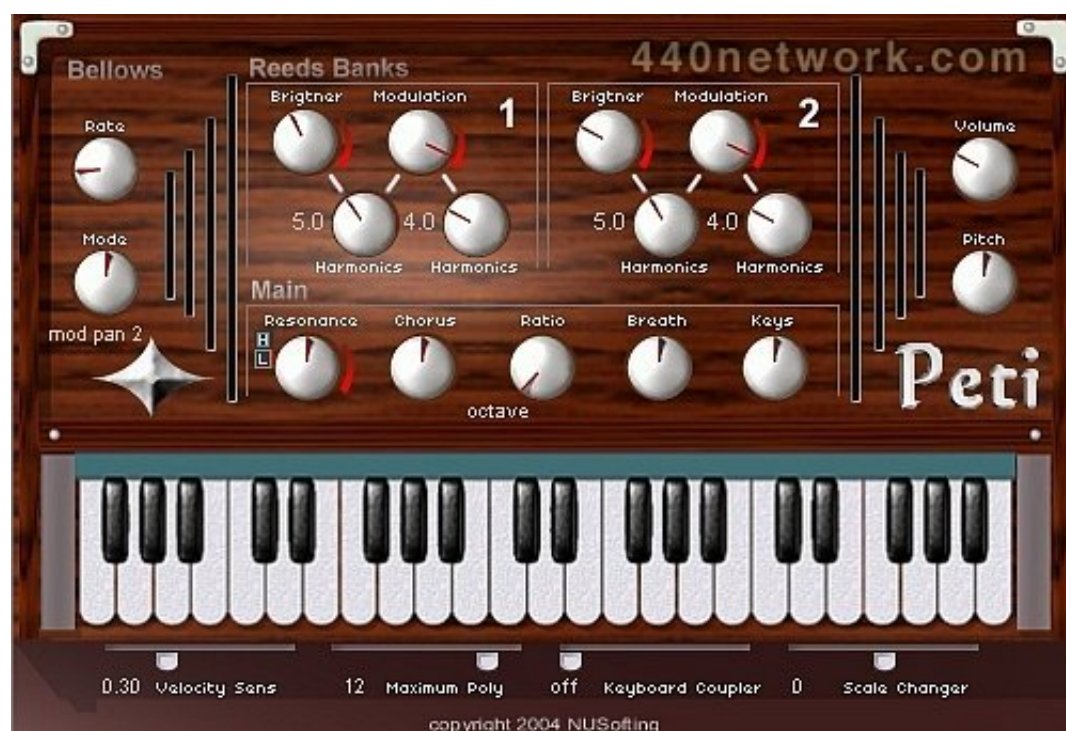 440network.com
Bellows
Reeds Banks
Brigtner Modulation 1
Brigtner Modulation 2
Rate
Volume
5.0 4.0
5.0 4.0
Mode
Pitch
Harmonics Harmonics
Harmonics Harmonics
Main
mod pan 2
Resonance Chorus Ratio Breath Keys
H
L
octave
Peti
0.30 Velocity Sens
12 Maximum Poly
off Keyboard Coupler
0 Scale Changer
copyright 2004 NUSofting